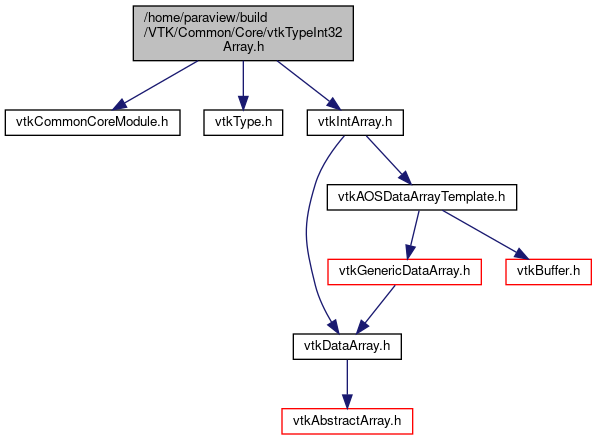 /home/paraview/build
/VTK/Common/Core/vtkTypeInt32
Array.h
vtkCommonCoreModule.h
vtkType.h
vtkIntArray.h
vtkAOSDataArrayTemplate.h
vtkGenericDataArray.h
vtkBuffer.h
vtkDataArray.h
vtkAbstractArray.h